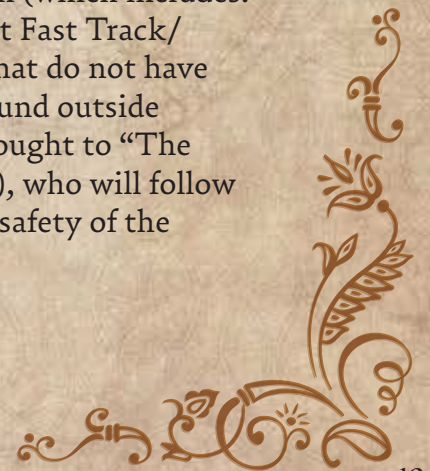 (which includes:
t Fast Track/
hat do not have
und outside
ought to “The
), who will follow
safety of the